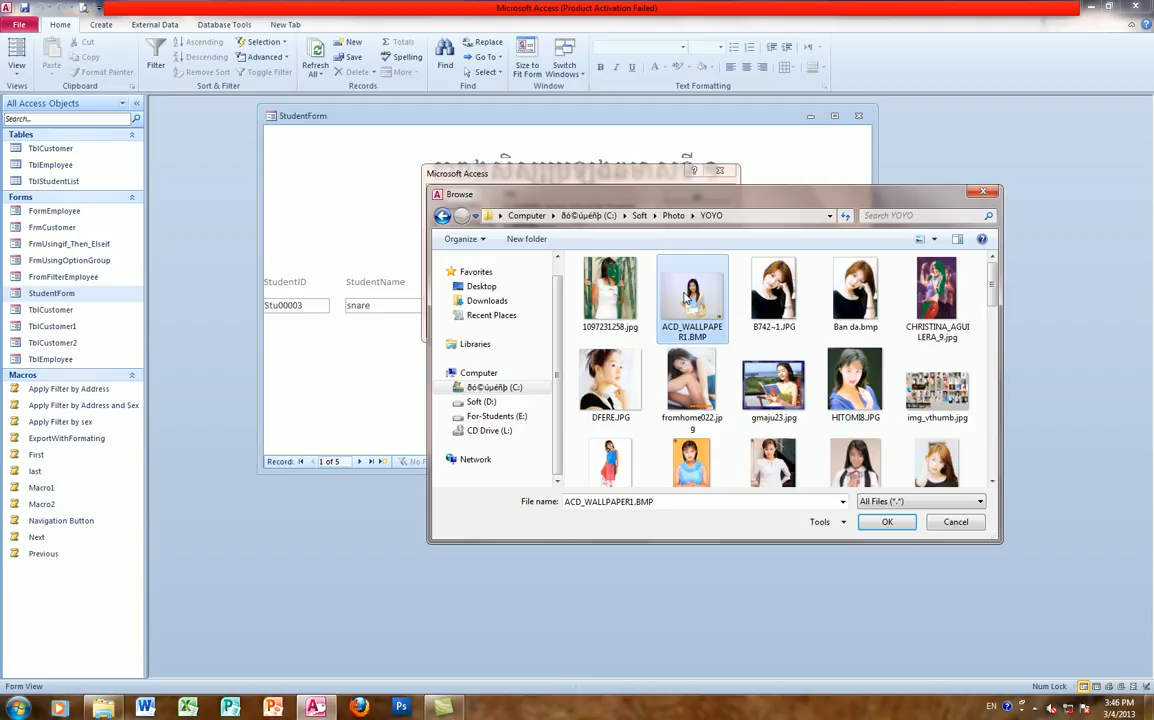 Microsoft Access (Product Activation Failed)
File Home Create External Data Database Tools New Tab
View
Views
Paste
Cut
Copy
Format Painter
Clipboard
Filter
Ascending
Descending
Remove Sort
Selection
Advanced
Toggle Filter
Sort & Filter
Refresh All
New
Save
Delete
Totals
Spelling
More
Records
Find
Replace
Go To
Select
Find
Size to Fit Form
Switch Windows
Window
B I U A
Text Formatting
All Access Objects
Search...
Tables
TblCustomer
TblEmployee
TblStudentList
Forms
FormEmployee
FrmCustomer
FrmUsingif_Then_Elseif
FrmUsingOptionGroup
FromFilterEmployee
StudentForm
TblCustomer
TblCustomer1
TblCustomer2
TblEmployee
Macros
Apply Filter by Address
Apply Filter by Address and Sex
Apply Fitter by sex
ExportWithFormating
First
last
Macro1
Macro2
Navigation Button
Next
Previous
StudentForm
StudentID StudentName
Stu00003 snare
Record: 1 of 5 No F
Microsoft Access
Browse
Computer ðó©úméñþ (C:) Soft Photo YOYO
Search YOYO
Organize New folder
Favorites
Desktop
Downloads
Recent Places
Libraries
Computer
ðó©úméñþ (C:)
Soft (D:)
For-Students (E:)
CD Drive (L:)
Network
1097231258.jpg
ACD_WALLPAPER1.BMP
B742~1.JPG
Ban da.bmp
CHRISTINA_AGUILERA_9.jpg
DFERE.JPG
fromhome022.jpg
gmaju23.jpg
HITOMI8.JPG
img_vthumb.jpg
File name: ACD_WALLPAPER1.BMP All Files (*.*)
Tools OK Cancel
Form View Num Lock
EN 3:46 PM
3/4/2013